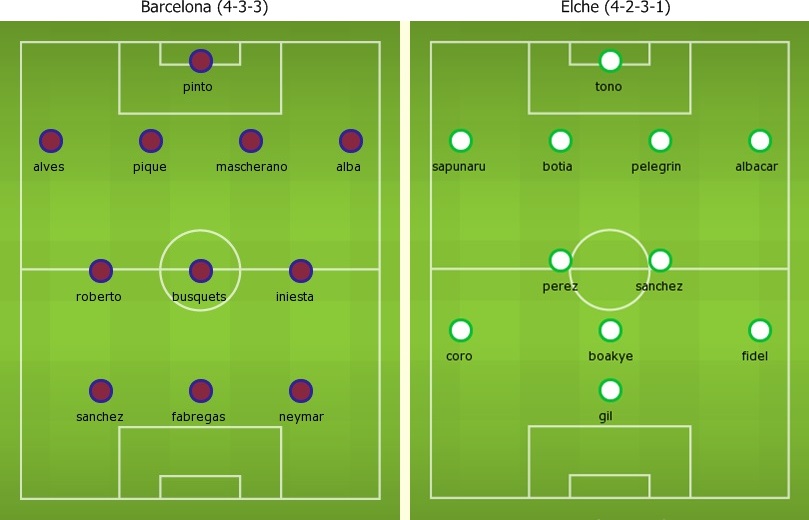 Barcelona (4-3-3)
pinto
alves pique mascherano alba
roberto busquets iniesta
sanchez fabregas neymar
Elche (4-2-3-1)
tono
sapunaru botia pelegrin albacar
perez sanchez
coro boakye fidel
gil